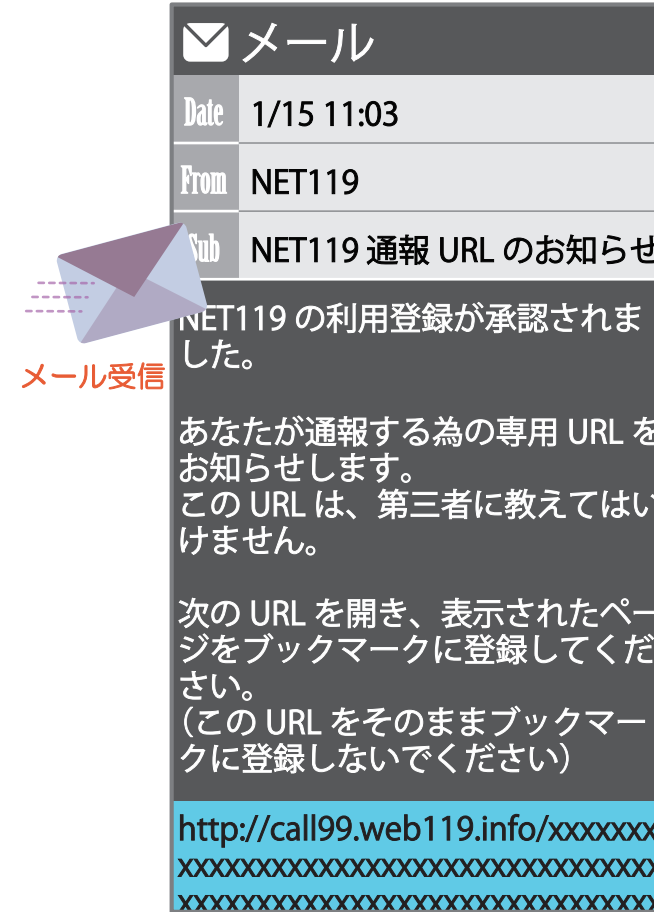 メール
Date 1/15 11:03
From NET119
Sub NET119 通報 URL のお知らせ
NET119 の利用登録が承認されま
した。
メール受信
あなたが通報する為の専用 URL を
お知らせします。
この URL は、第三者に教えてはい
けません。
次の URL を開き、表示されたペー
ジをブックマークに登録してくだ
さい。
（この URL をそのままブックマー
クに登録しないでください）
http://call99.web119.info/xxxxxxx
xxxxxxxxxxxxxxxxxxxxxxxxxxxxxx
xxxxxxxxxxxxxxxxxxxxxxxxxxxxxx